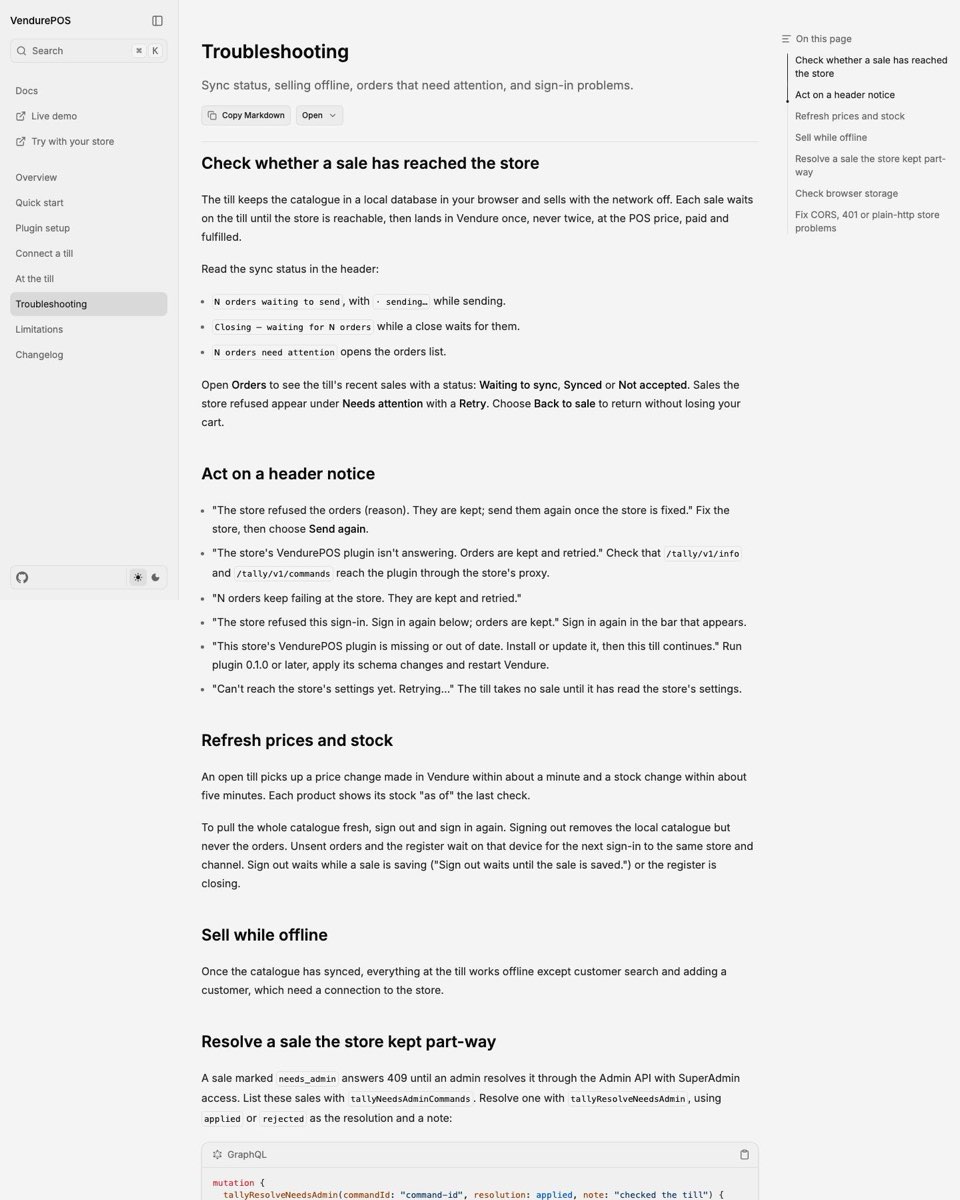 VendurePOS
Search
⌘ K
Docs
Live demo
Try with your store
Overview
Quick start
Plugin setup
Connect a till
At the till
Troubleshooting
Limitations
Changelog
Troubleshooting
Sync status, selling offline, orders that need attention, and sign-in problems.
Copy Markdown
Open
Check whether a sale has reached the store
The till keeps the catalogue in a local database in your browser and sells with the network off. Each sale waits
on the till until the store is reachable, then lands in Vendure once, never twice, at the POS price, paid and
fulfilled.
Read the sync status in the header:
• N orders waiting to send, with · sending… while sending.
• Closing — waiting for N orders while a close waits for them.
• N orders need attention opens the orders list.
Open Orders to see the till's recent sales with a status: Waiting to sync, Synced or Not accepted. Sales the
store refused appear under Needs attention with a Retry. Choose Back to sale to return without losing your
cart.
Act on a header notice
• "The store refused the orders (reason). They are kept; send them again once the store is fixed." Fix the
store, then choose Send again.
• "The store's VendurePOS plugin isn't answering. Orders are kept and retried." Check that /tally/v1/info
and /tally/v1/commands reach the plugin through the store's proxy.
• "N orders keep failing at the store. They are kept and retried."
• "The store refused this sign-in. Sign in again below; orders are kept." Sign in again in the bar that appears.
• "This store's VendurePOS plugin is missing or out of date. Install or update it, then this till continues." Run
plugin 0.1.0 or later, apply its schema changes and restart Vendure.
• "Can't reach the store's settings yet. Retrying…" The till takes no sale until it has read the store's settings.
Refresh prices and stock
An open till picks up a price change made in Vendure within about a minute and a stock change within about
five minutes. Each product shows its stock "as of" the last check.
To pull the whole catalogue fresh, sign out and sign in again. Signing out removes the local catalogue but
never the orders. Unsent orders and the register wait on that device for the next sign-in to the same store and
channel. Sign out waits while a sale is saving ("Sign out waits until the sale is saved.") or the register is
closing.
Sell while offline
Once the catalogue has synced, everything at the till works offline except customer search and adding a
customer, which need a connection to the store.
Resolve a sale the store kept part-way
A sale marked needs_admin answers 409 until an admin resolves it through the Admin API with SuperAdmin
access. List these sales with tallyNeedsAdminCommands. Resolve one with tallyResolveNeedsAdmin, using
applied or rejected as the resolution and a note:
GraphQL
mutation {
tallyResolveNeedsAdmin(commandId: "command-id", resolution: applied, note: "checked the till") {
On this page
Check whether a sale has reached
the store
Act on a header notice
Refresh prices and stock
Sell while offline
Resolve a sale the store kept part-
way
Check browser storage
Fix CORS, 401 or plain-http store
problems